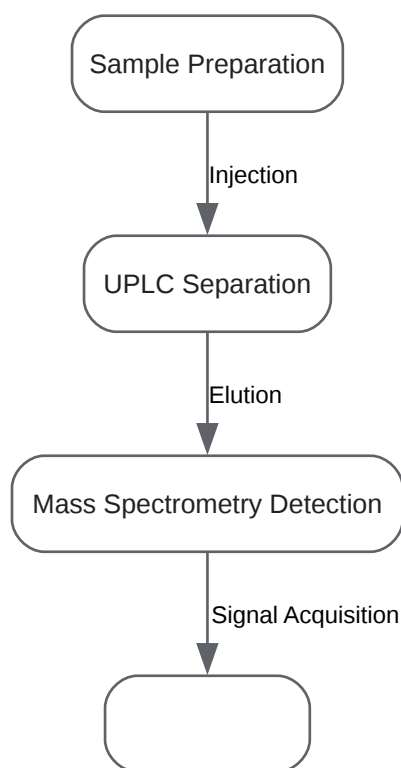 Sample Preparation
Injection
UPLC Separation
Elution
Mass Spectrometry Detection
Signal Acquisition